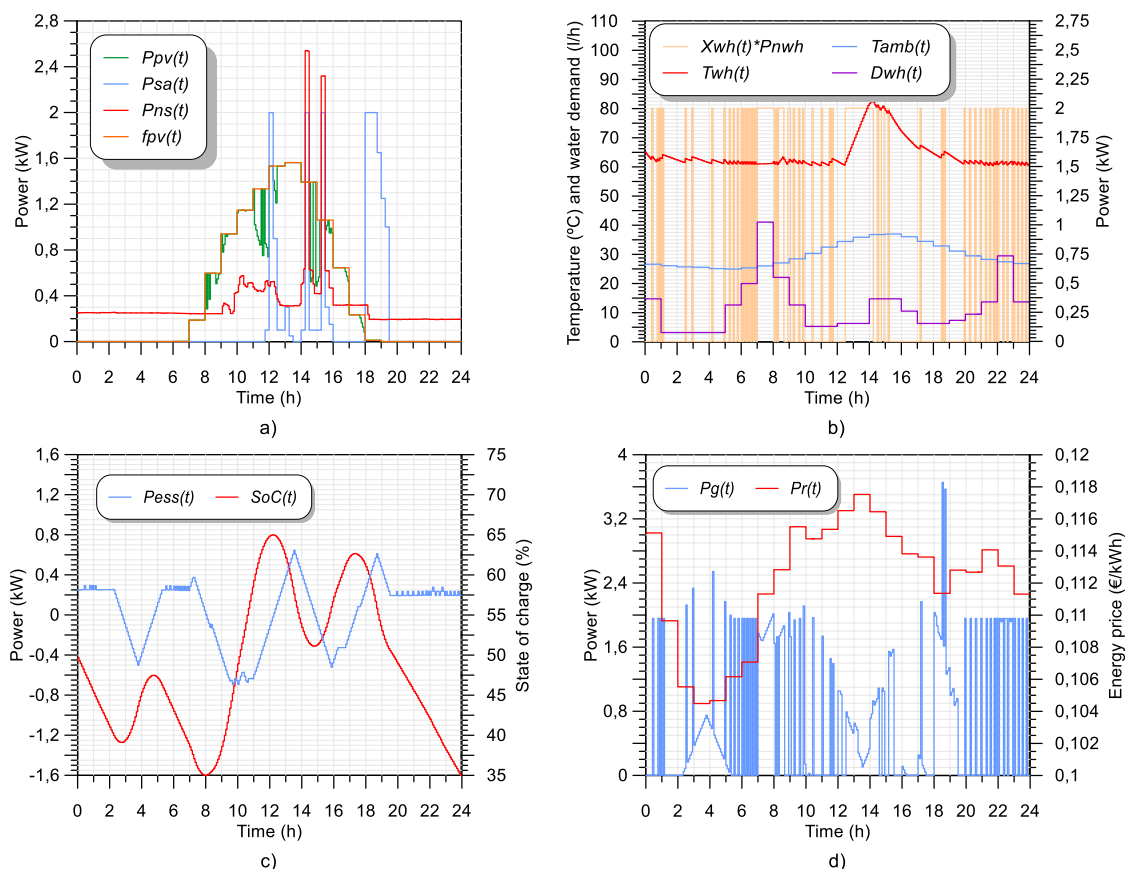 2,8
2,4
2
1,6
1,2
0,8
0,4
0
Power (kW)
Ppv(t)
Psa(t)
Pns(t)
fpv(t)
0 2 4 6 8 10 12 14 16 18 20 22 24
Time (h)
a)
110
100
90
80
70
60
50
40
30
20
10
0
Temperature (ºC) and water demand (l/h)
Xwh(t)*Pnwh Tamb(t)
Twh(t) Dwh(t)
2,75
2,5
2,25
2
1,75
1,5
1,25
1
0,75
0,5
0,25
0
Power (kW)
0 2 4 6 8 10 12 14 16 18 20 22 24
Time (h)
b)
1,6
1,2
0,8
0,4
0
-0,4
-0,8
-1,2
-1,6
Power (kW)
Pess(t) SoC(t)
75
70
65
60
55
50
45
40
35
State of charge (%)
0 2 4 6 8 10 12 14 16 18 20 22 24
Time (h)
c)
4
3,2
2,4
1,6
0,8
0
Power (kW)
Pg(t) Pr(t)
0,12
0,118
0,116
0,114
0,112
0,11
0,108
0,106
0,104
0,102
0,1
Energy price (€/kWh)
0 2 4 6 8 10 12 14 16 18 20 22 24
Time (h)
d)